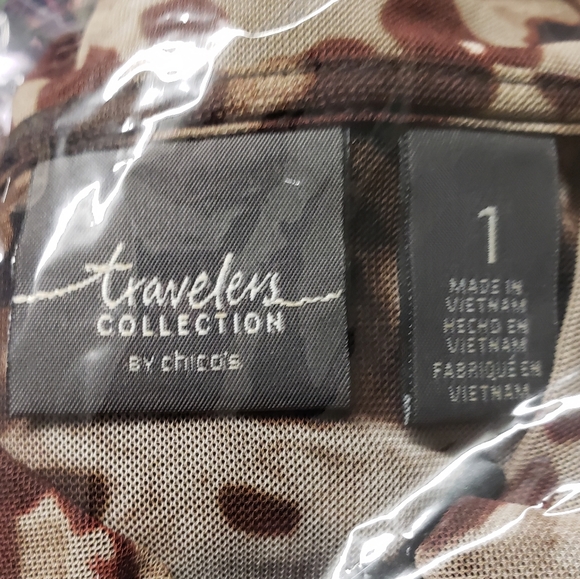 travelers
COLLECTION
BY chico's
1
MADE IN
VIETNAM
HECHO EN
VIETNAM
FABRIQUÉ EN
VIETNAM